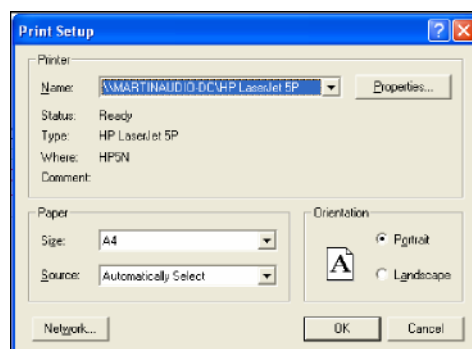 Print Setup
Printer
Name: \\MARTINAUDIO-DC\HP LaserJet 5P Properties...
Status: Ready
Type: HP LaserJet 5P
Where: HP5N
Comment:
Paper Orientation
Size: A4 Portrait
A
Source: Automatically Select Landscape
Network... OK Cancel